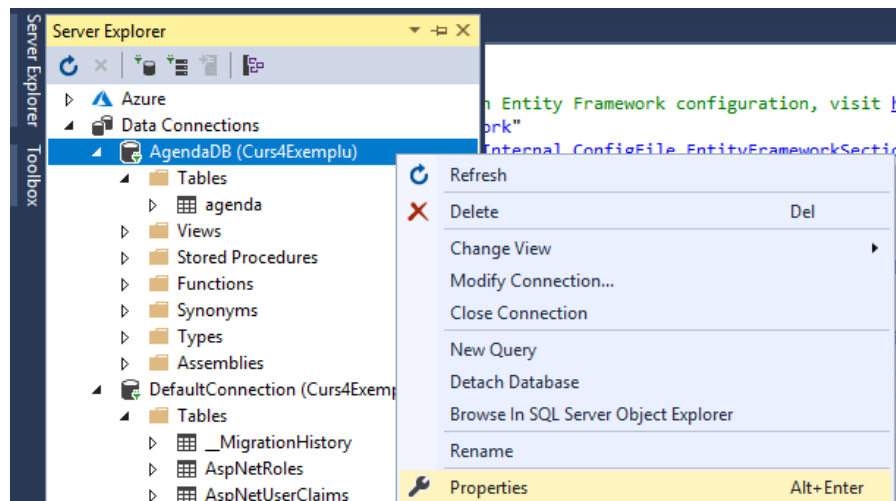 Server Explorer
Toolbox
Server Explorer
Azure
Data Connections
AgendaDB (Curs4Exemplu)
Tables
agenda
Views
Stored Procedures
Functions
Synonyms
Types
Assemblies
DefaultConnection (Curs4Exemp
Tables
__MigrationHistory
AspNetRoles
AspNetUserClaims
Entity Framework configuration, visit
ork"
Internal.ConfigFile.EntityFrameworkSectio
Refresh
Delete Del
Change View
Modify Connection...
Close Connection
New Query
Detach Database
Browse In SQL Server Object Explorer
Rename
Properties Alt+Enter